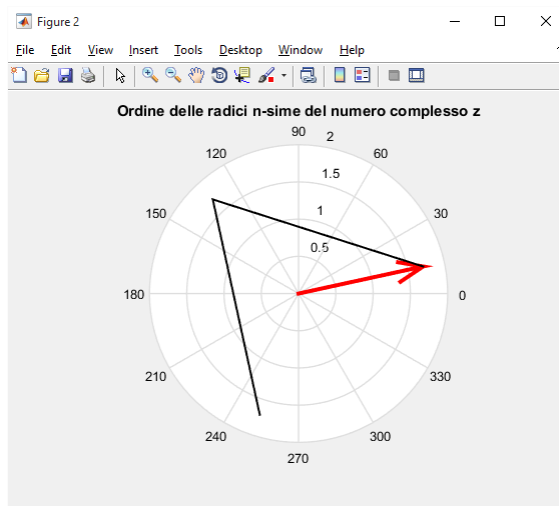 Figure 2
File Edit View Insert Tools Desktop Window Help
Ordine delle radici n-sime del numero complesso z
90 2
120 60
1.5
150 1 30
0.5
180 0
210 330
240 300
270